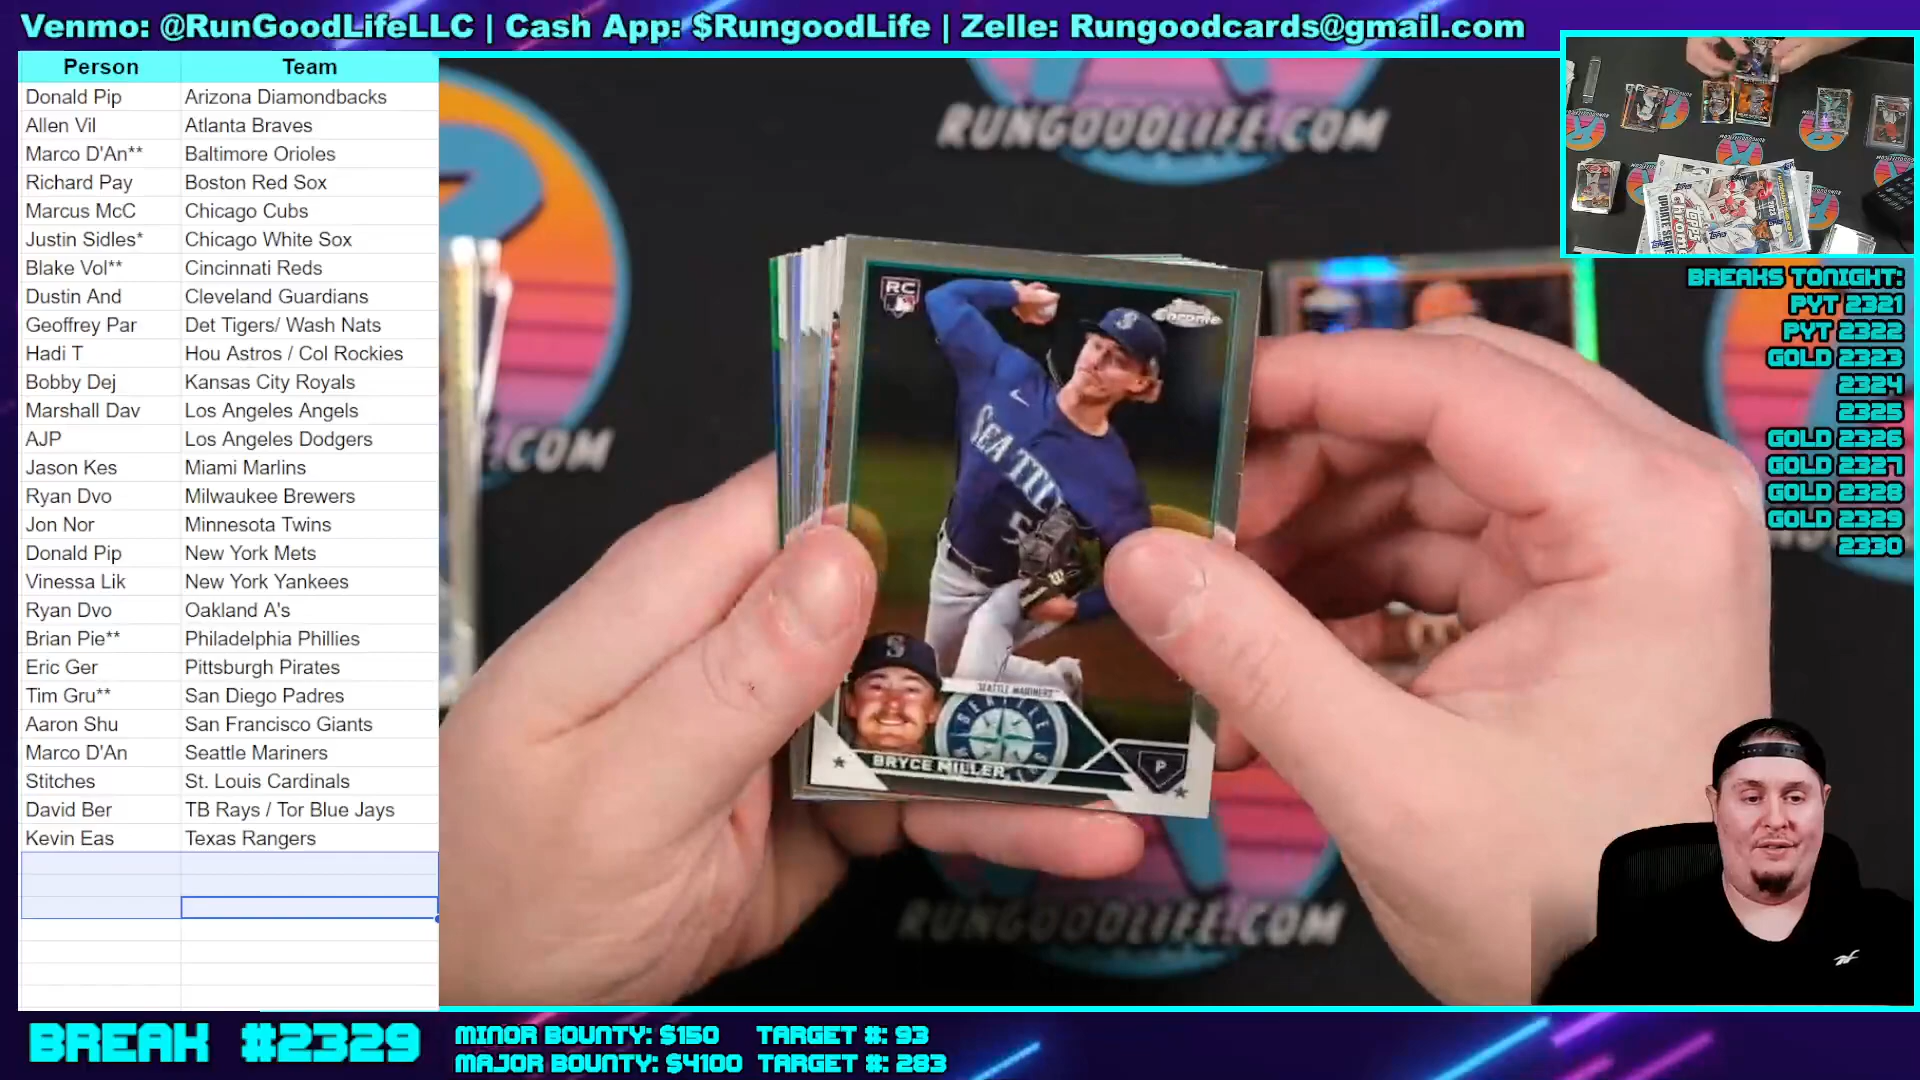 Venmo: @RunGoodLifeLLC | Cash App: $RungoodLife | Zelle: Rungoodcards@gmail.com
Person Team
Donald Pip Arizona Diamondbacks
Allen Vil Atlanta Braves
Marco D'An** Baltimore Orioles
Richard Pay Boston Red Sox
Marcus McC Chicago Cubs
Justin Sidles* Chicago White Sox
Blake Vol** Cincinnati Reds
Dustin And Cleveland Guardians
Geoffrey Par Det Tigers/ Wash Nats
Hadi T Hou Astros / Col Rockies
Bobby Dej Kansas City Royals
Marshall Dav Los Angeles Angels
AJP Los Angeles Dodgers
Jason Kes Miami Marlins
Ryan Dvo Milwaukee Brewers
Jon Nor Minnesota Twins
Donald Pip New York Mets
Vinessa Lik New York Yankees
Ryan Dvo Oakland A's
Brian Pie** Philadelphia Phillies
Eric Ger Pittsburgh Pirates
Tim Gru** San Diego Padres
Aaron Shu San Francisco Giants
Marco D'An Seattle Mariners
Stitches St. Louis Cardinals
David Ber TB Rays / Tor Blue Jays
Kevin Eas Texas Rangers
RUNGOODLIFE.COM
.COM
RC
Chrome
SEATTL
5
SEATTLE MARINERS
BRYCE MILLER
P
RUNGOODLIFE.COM
BREAKS TONIGHT:
PYT 2321
PYT 2322
GOLD 2323
2324
2325
GOLD 2326
GOLD 2327
GOLD 2328
GOLD 2329
2330
BREAK #2329
MINOR BOUNTY: $150 TARGET #: 93
MAJOR BOUNTY: $4100 TARGET #: 283